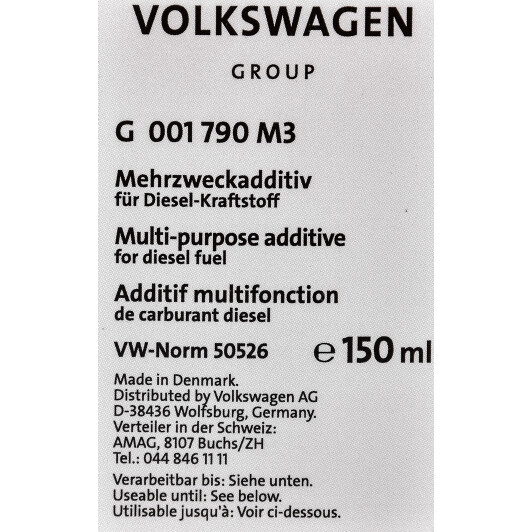 VOLKSWAGEN
GROUP
G 001 790 M3
Mehrzweckadditiv
für Diesel-Kraftstoff
Multi-purpose additive
for diesel fuel
Additif multifonction
de carburant diesel
VW-Norm 50526 ℮ 150 ml
Made in Denmark.
Distributed by Volkswagen AG
D-38436 Wolfsburg, Germany.
Verteiler in der Schweiz:
AMAG, 8107 Buchs/ZH
Tel.: 044 846 11 11
Verarbeitbar bis: Siehe unten.
Useable until: See below.
Utilisable jusqu'à: Voir ci-dessous.